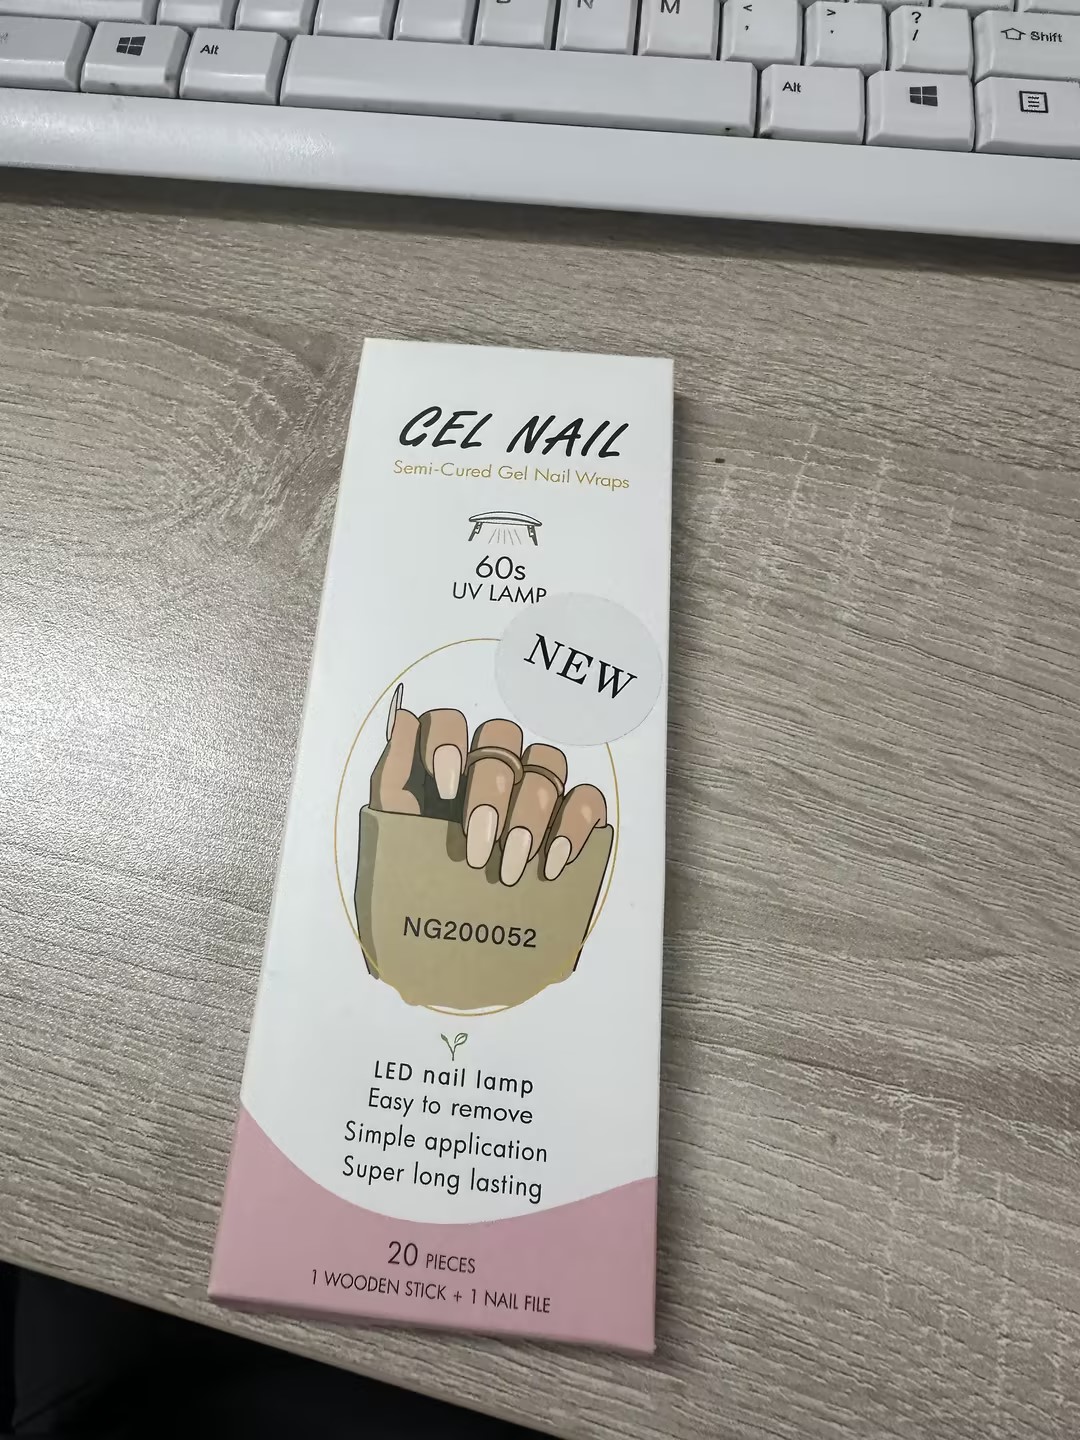 N M < , > . ? / Shift
Alt Alt
GEL NAIL
Semi-Cured Gel Nail Wraps
60s
UV LAMP
NEW
NG200052
LED nail lamp
Easy to remove
Simple application
Super long lasting
20 PIECES
1 WOODEN STICK + 1 NAIL FILE